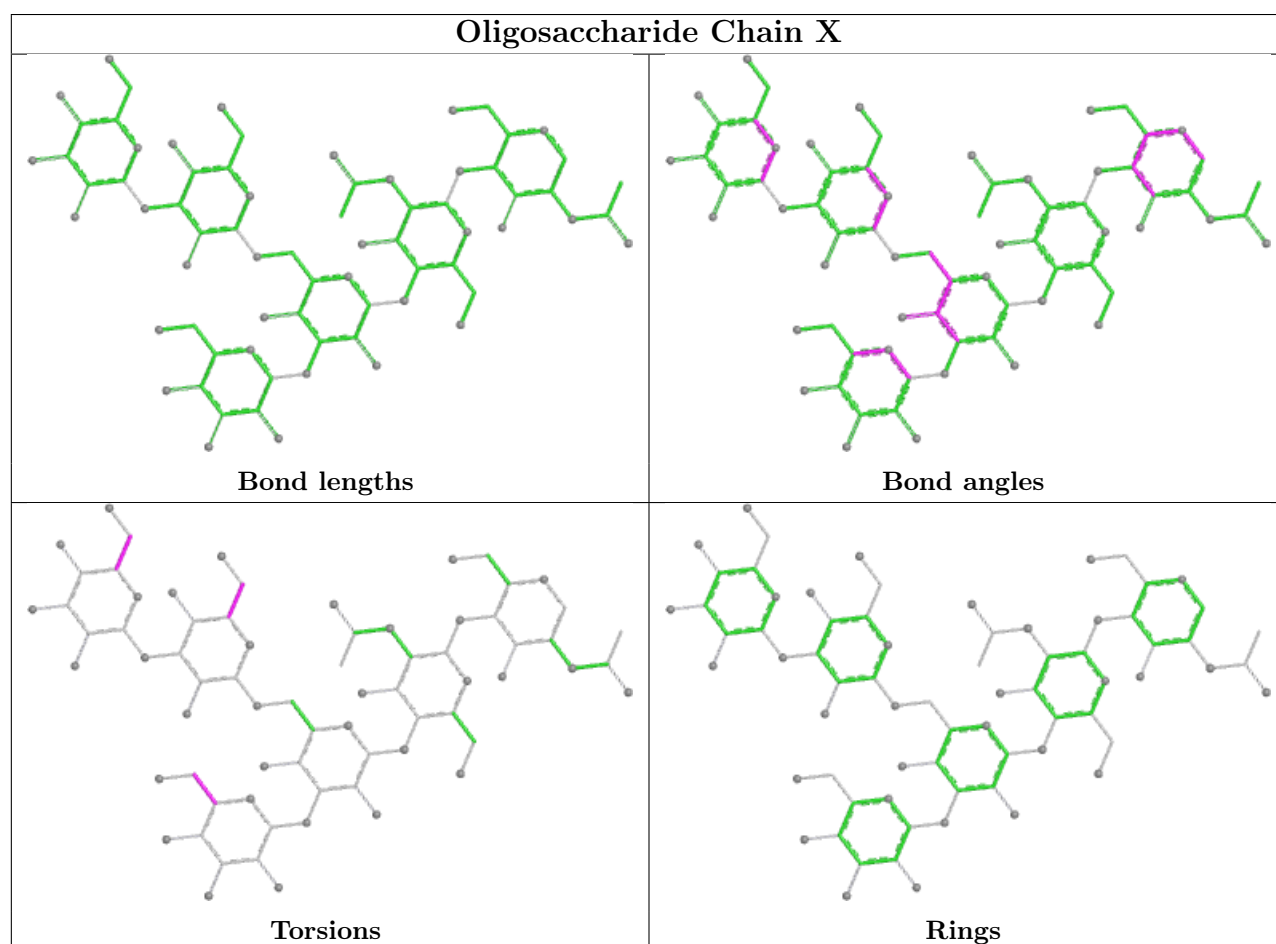 Oligosaccharide Chain X
Bond lengths
Bond angles
Torsions
Rings